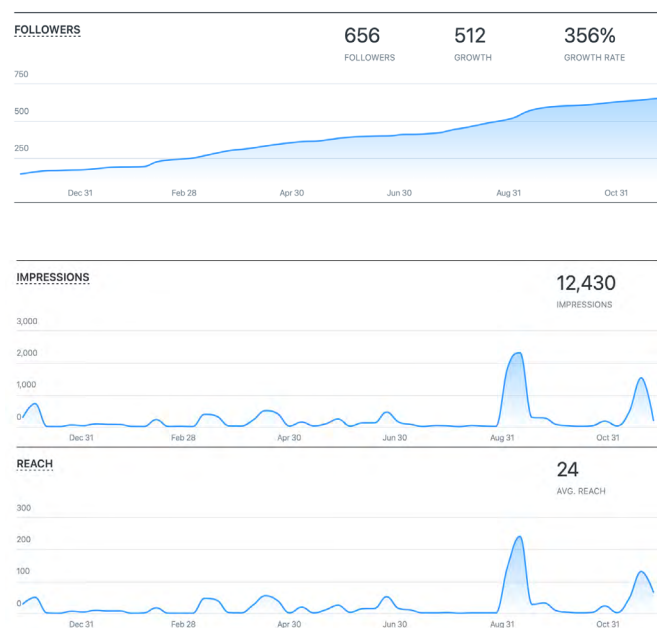 FOLLOWERS
656 512 356%
FOLLOWERS GROWTH GROWTH RATE
750
500
250
Dec 31 Feb 28 Apr 30 Jun 30 Aug 31 Oct 31
IMPRESSIONS
12,430
IMPRESSIONS
3,000
2,000
1,000
0
Dec 31 Feb 28 Apr 30 Jun 30 Aug 31 Oct 31
REACH
24
AVG. REACH
300
200
100
0
Dec 31 Feb 28 Apr 30 Jun 30 Aug 31 Oct 31